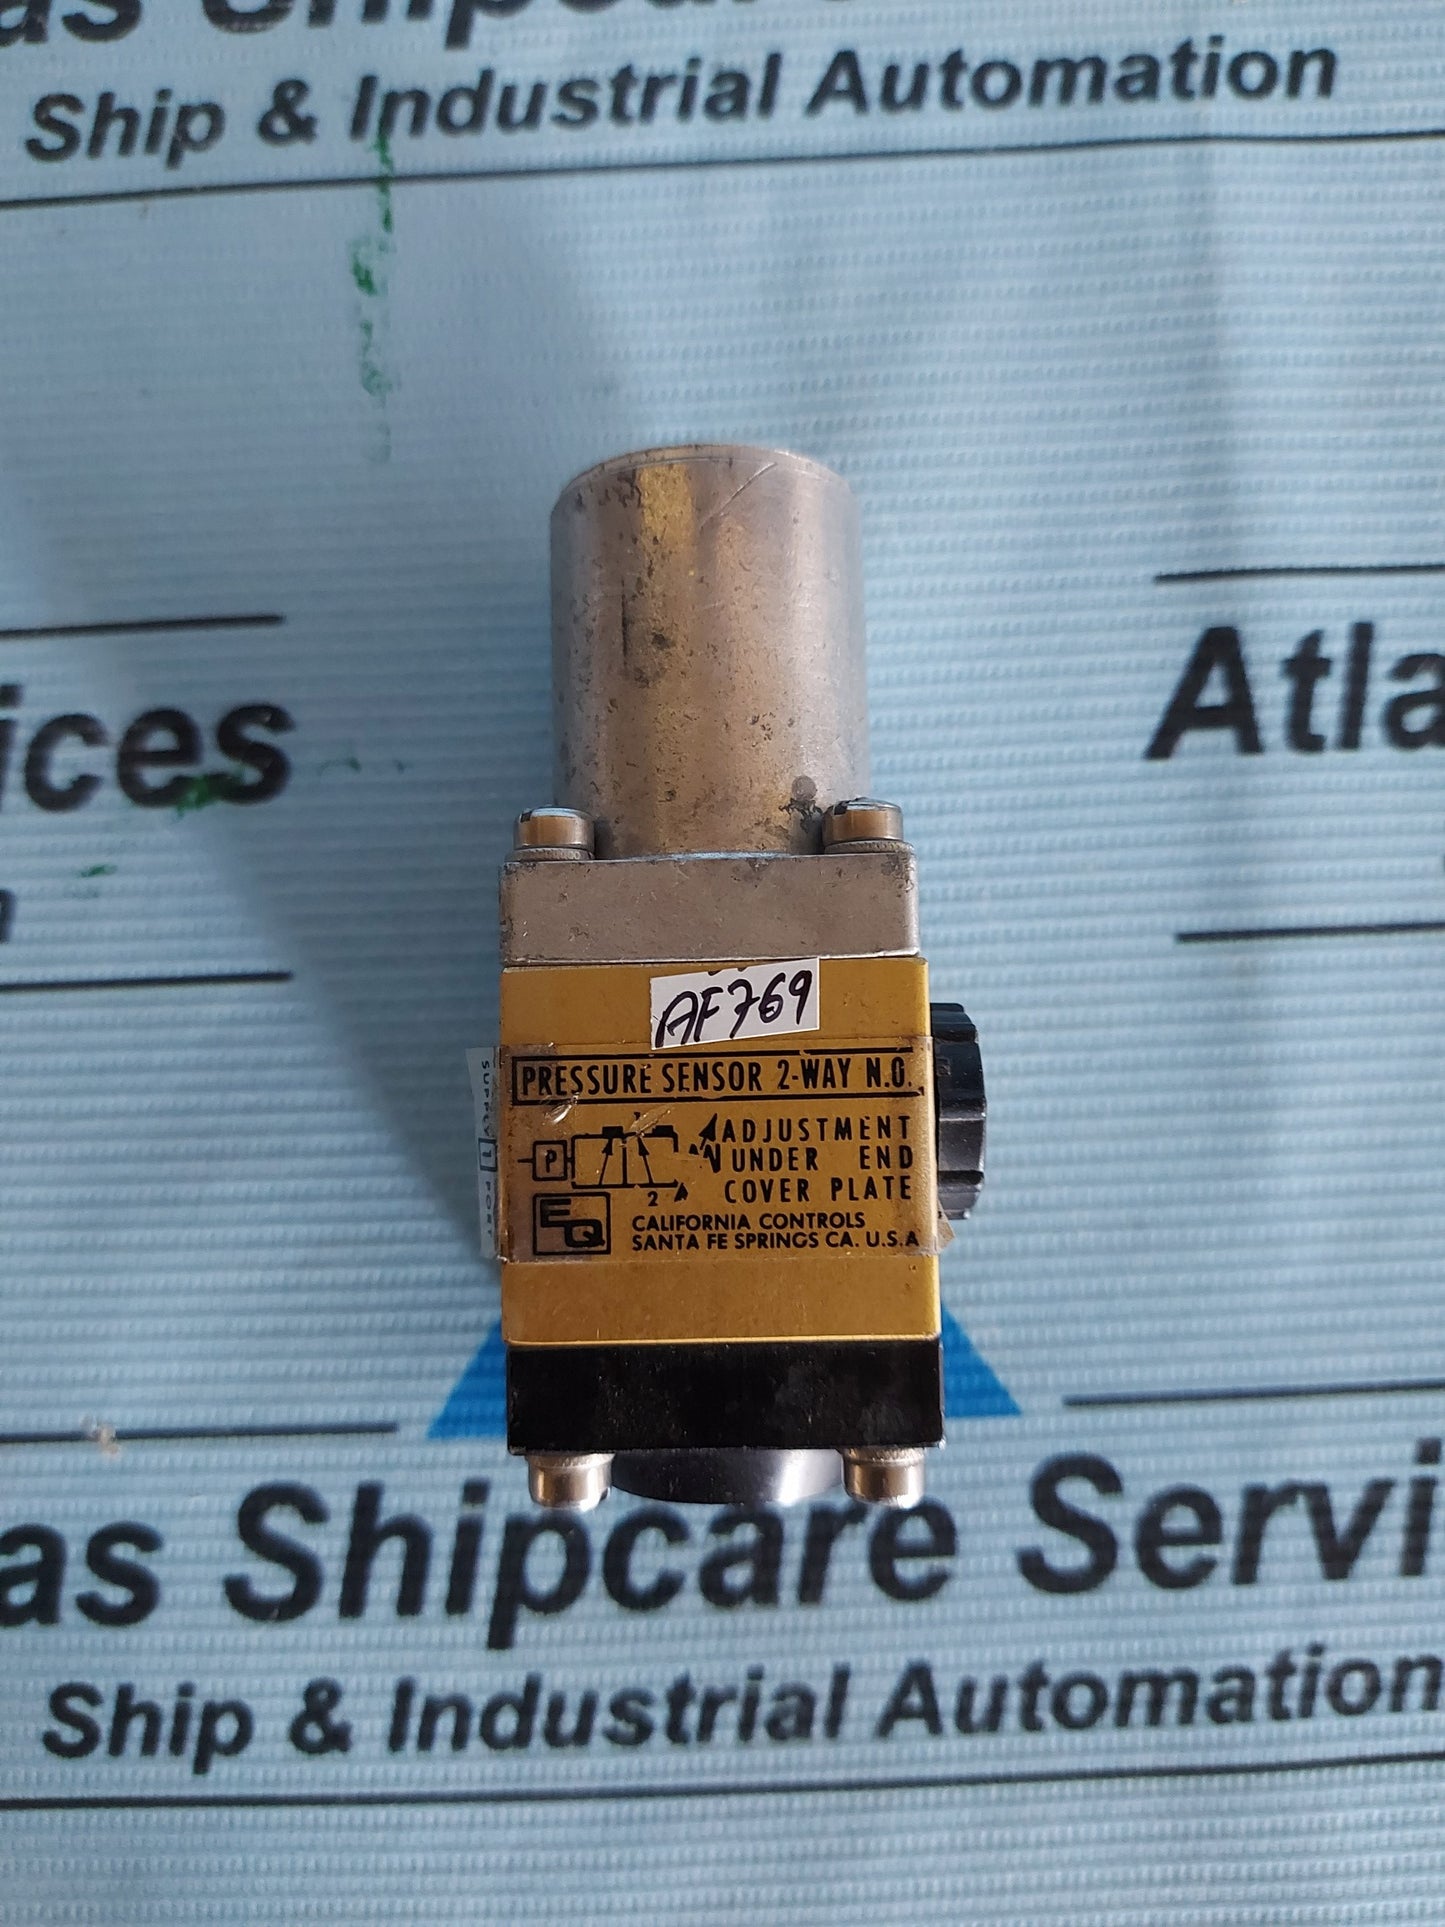 as Shipcar
Ship & Industrial Automation
ices
Atla
AF769
PRESSURE SENSOR 2-WAY N.O.
SUPPLY 1 PORT
P
2
ADJUSTMENT
UNDER END
COVER PLATE
EQ
CALIFORNIA CONTROLS
SANTA FE SPRINGS CA. U.S.A
as Shipcare Servi
Ship & Industrial Automation